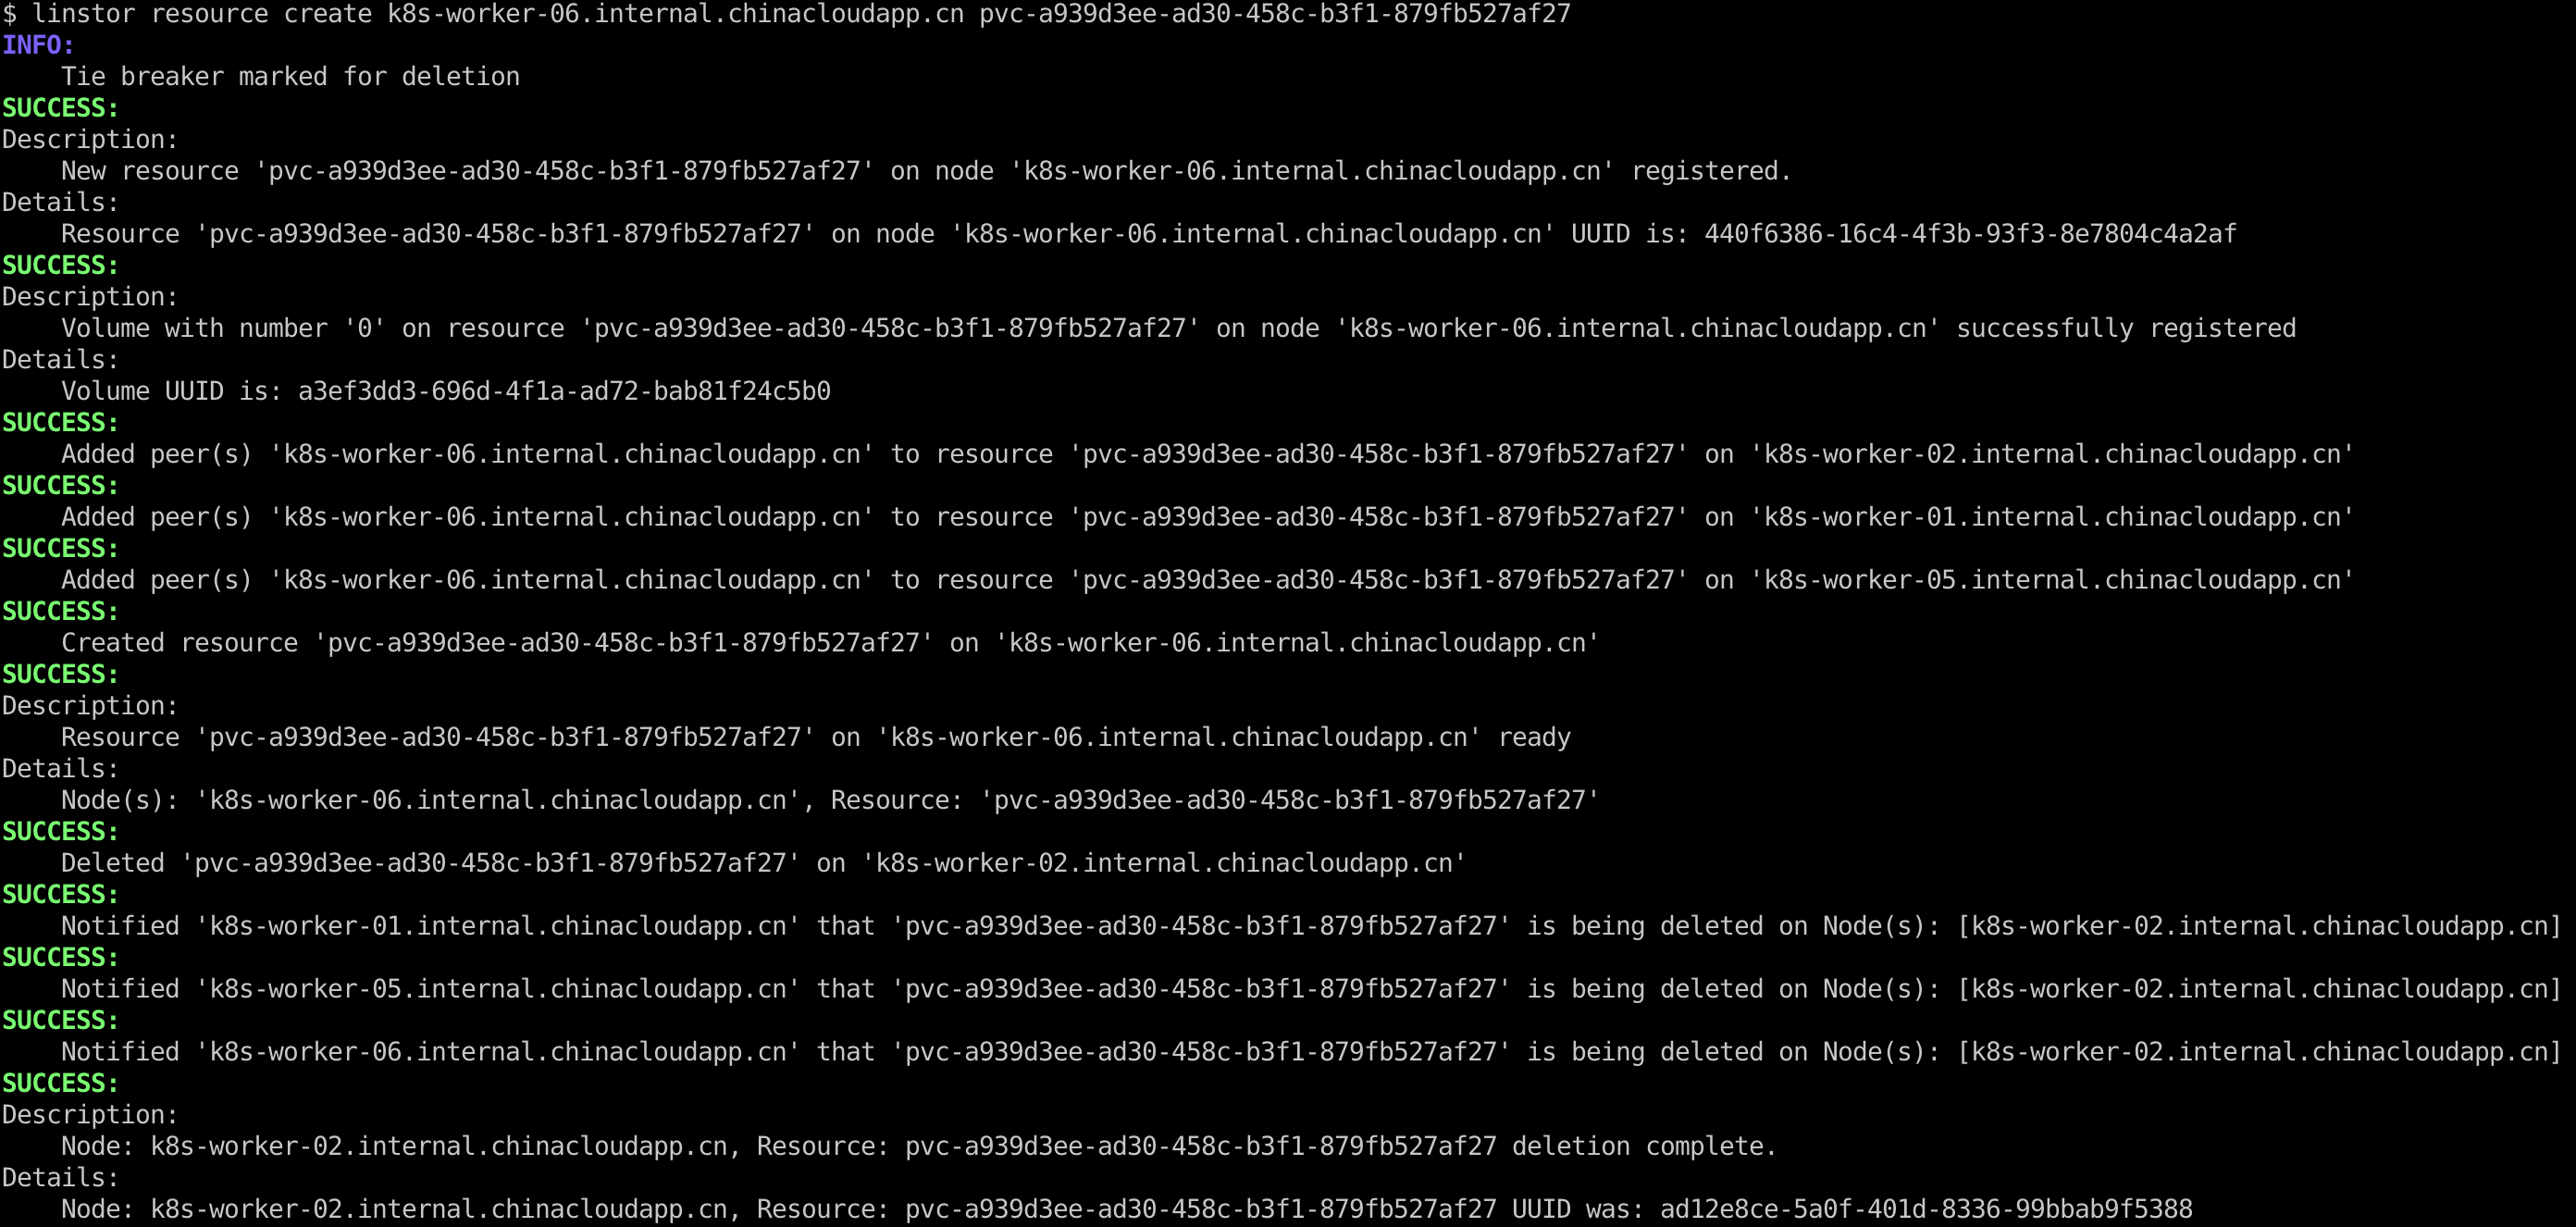 $ linstor resource create k8s-worker-06.internal.chinacloudapp.cn pvc-a939d3ee-ad30-458c-b3f1-879fb527af27
INFO:
    Tie breaker marked for deletion
SUCCESS:
Description:
    New resource 'pvc-a939d3ee-ad30-458c-b3f1-879fb527af27' on node 'k8s-worker-06.internal.chinacloudapp.cn' registered.
Details:
    Resource 'pvc-a939d3ee-ad30-458c-b3f1-879fb527af27' on node 'k8s-worker-06.internal.chinacloudapp.cn' UUID is: 440f6386-16c4-4f3b-93f3-8e7804c4a2af
SUCCESS:
Description:
    Volume with number '0' on resource 'pvc-a939d3ee-ad30-458c-b3f1-879fb527af27' on node 'k8s-worker-06.internal.chinacloudapp.cn' successfully registered
Details:
    Volume UUID is: a3ef3dd3-696d-4f1a-ad72-bab81f24c5b0
SUCCESS:
    Added peer(s) 'k8s-worker-06.internal.chinacloudapp.cn' to resource 'pvc-a939d3ee-ad30-458c-b3f1-879fb527af27' on 'k8s-worker-02.internal.chinacloudapp.cn'
SUCCESS:
    Added peer(s) 'k8s-worker-06.internal.chinacloudapp.cn' to resource 'pvc-a939d3ee-ad30-458c-b3f1-879fb527af27' on 'k8s-worker-01.internal.chinacloudapp.cn'
SUCCESS:
    Added peer(s) 'k8s-worker-06.internal.chinacloudapp.cn' to resource 'pvc-a939d3ee-ad30-458c-b3f1-879fb527af27' on 'k8s-worker-05.internal.chinacloudapp.cn'
SUCCESS:
    Created resource 'pvc-a939d3ee-ad30-458c-b3f1-879fb527af27' on 'k8s-worker-06.internal.chinacloudapp.cn'
SUCCESS:
Description:
    Resource 'pvc-a939d3ee-ad30-458c-b3f1-879fb527af27' on 'k8s-worker-06.internal.chinacloudapp.cn' ready
Details:
    Node(s): 'k8s-worker-06.internal.chinacloudapp.cn', Resource: 'pvc-a939d3ee-ad30-458c-b3f1-879fb527af27'
SUCCESS:
    Deleted 'pvc-a939d3ee-ad30-458c-b3f1-879fb527af27' on 'k8s-worker-02.internal.chinacloudapp.cn'
SUCCESS:
    Notified 'k8s-worker-01.internal.chinacloudapp.cn' that 'pvc-a939d3ee-ad30-458c-b3f1-879fb527af27' is being deleted on Node(s): [k8s-worker-02.internal.chinacloudapp.cn]
SUCCESS:
    Notified 'k8s-worker-05.internal.chinacloudapp.cn' that 'pvc-a939d3ee-ad30-458c-b3f1-879fb527af27' is being deleted on Node(s): [k8s-worker-02.internal.chinacloudapp.cn]
SUCCESS:
    Notified 'k8s-worker-06.internal.chinacloudapp.cn' that 'pvc-a939d3ee-ad30-458c-b3f1-879fb527af27' is being deleted on Node(s): [k8s-worker-02.internal.chinacloudapp.cn]
SUCCESS:
Description:
    Node: k8s-worker-02.internal.chinacloudapp.cn, Resource: pvc-a939d3ee-ad30-458c-b3f1-879fb527af27 deletion complete.
Details:
    Node: k8s-worker-02.internal.chinacloudapp.cn, Resource: pvc-a939d3ee-ad30-458c-b3f1-879fb527af27 UUID was: ad12e8ce-5a0f-401d-8336-99bbab9f5388